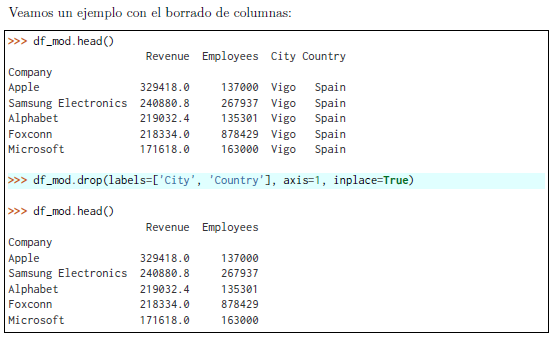 Veamos un ejemplo con el borrado de columnas:
>>> df_mod.head()
Revenue Employees City Country
Company
Apple 329418.0 137000 Vigo Spain
Samsung Electronics 240880.8 267937 Vigo Spain
Alphabet 219032.4 135301 Vigo Spain
Foxconn 218334.0 878429 Vigo Spain
Microsoft 171618.0 163000 Vigo Spain
>>> df_mod.drop(labels=['City', 'Country'], axis=1, inplace=True)
>>> df_mod.head()
Revenue Employees
Company
Apple 329418.0 137000
Samsung Electronics 240880.8 267937
Alphabet 219032.4 135301
Foxconn 218334.0 878429
Microsoft 171618.0 163000